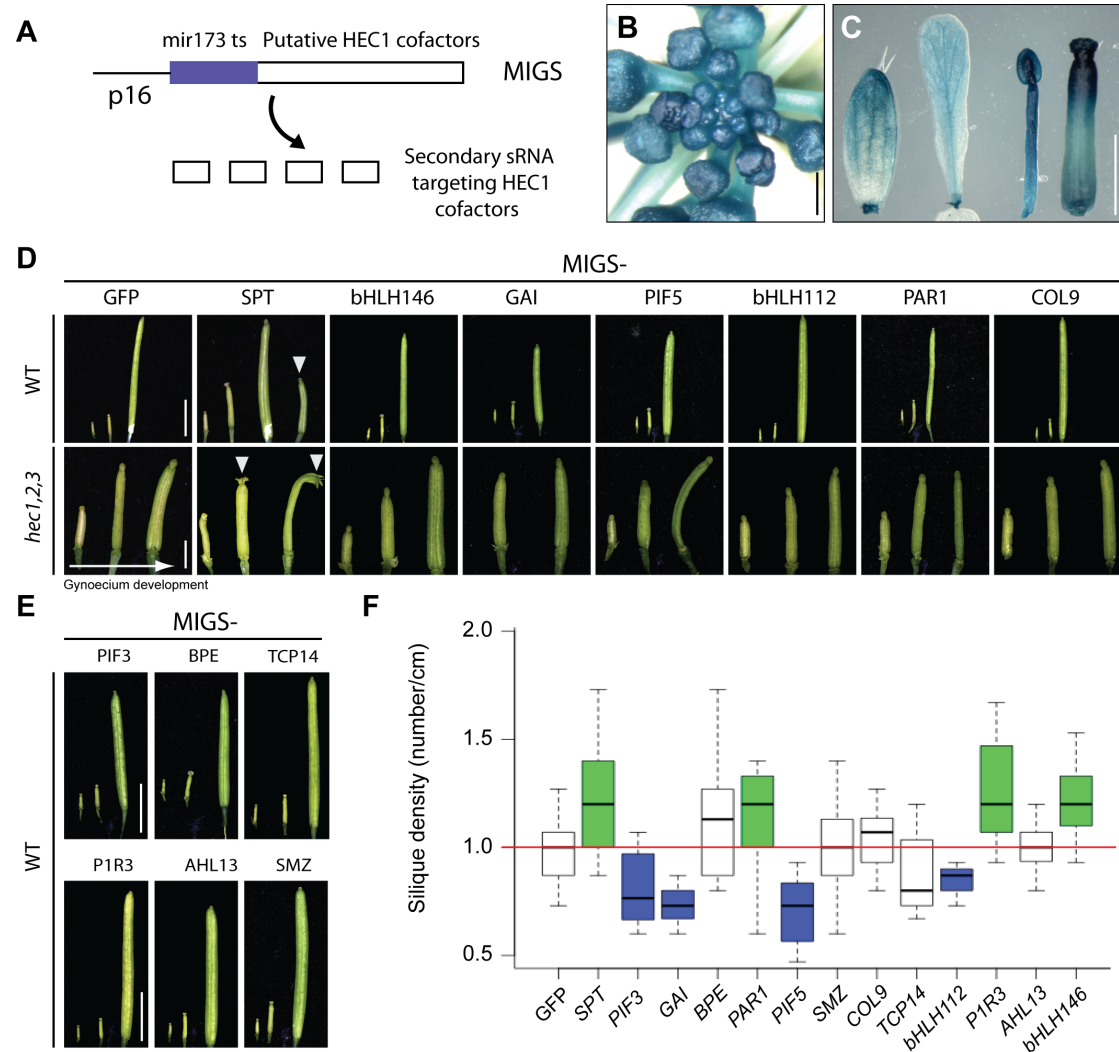 A
mir173 ts Putative HEC1 cofactors
MIGS
p16
Secondary sRNA
targeting HEC1
cofactors
B
C
D
MIGS-
GFP SPT bHLH146 GAI PIF5 bHLH112 PAR1 COL9
WT
hec1,2,3
Gynoecium development
E
MIGS-
PIF3 BPE TCP14
WT
P1R3 AHL13 SMZ
F
Silique density (number/cm)
2.0
1.5
1.0
0.5
GFP SPT PIF3 GAI BPE PAR1 PIF5 SMZ COL9 TCP14 bHLH112 P1R3 AHL13 bHLH146